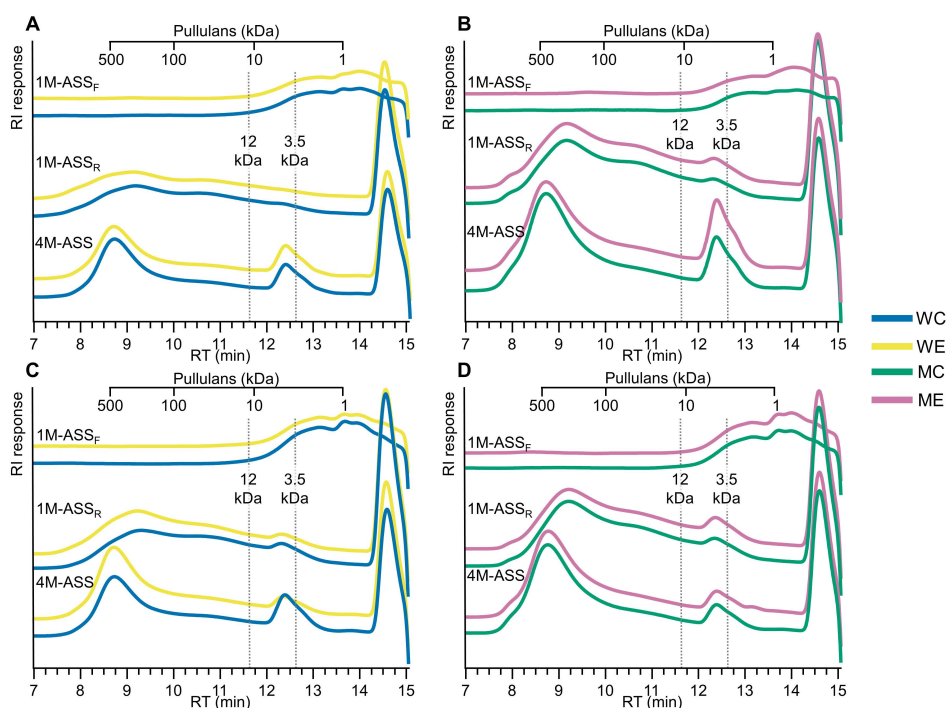 A
Pullulans (kDa)
500 100 10 1
RI response
1M-ASSF
12 kDa
3.5 kDa
1M-ASSR
4M-ASS
7 8 9 10 11 12 13 14 15
RT (min)
B
Pullulans (kDa)
500 100 10 1
RI response
1M-ASSF
12 kDa
3.5 kDa
1M-ASSR
4M-ASS
7 8 9 10 11 12 13 14 15
RT (min)
WC
WE
MC
ME
C
Pullulans (kDa)
500 100 10 1
RI response
1M-ASSF
12 kDa
3.5 kDa
1M-ASSR
4M-ASS
7 8 9 10 11 12 13 14 15
RT (min)
D
Pullulans (kDa)
500 100 10 1
RI response
1M-ASSF
12 kDa
3.5 kDa
1M-ASSR
4M-ASS
7 8 9 10 11 12 13 14 15
RT (min)